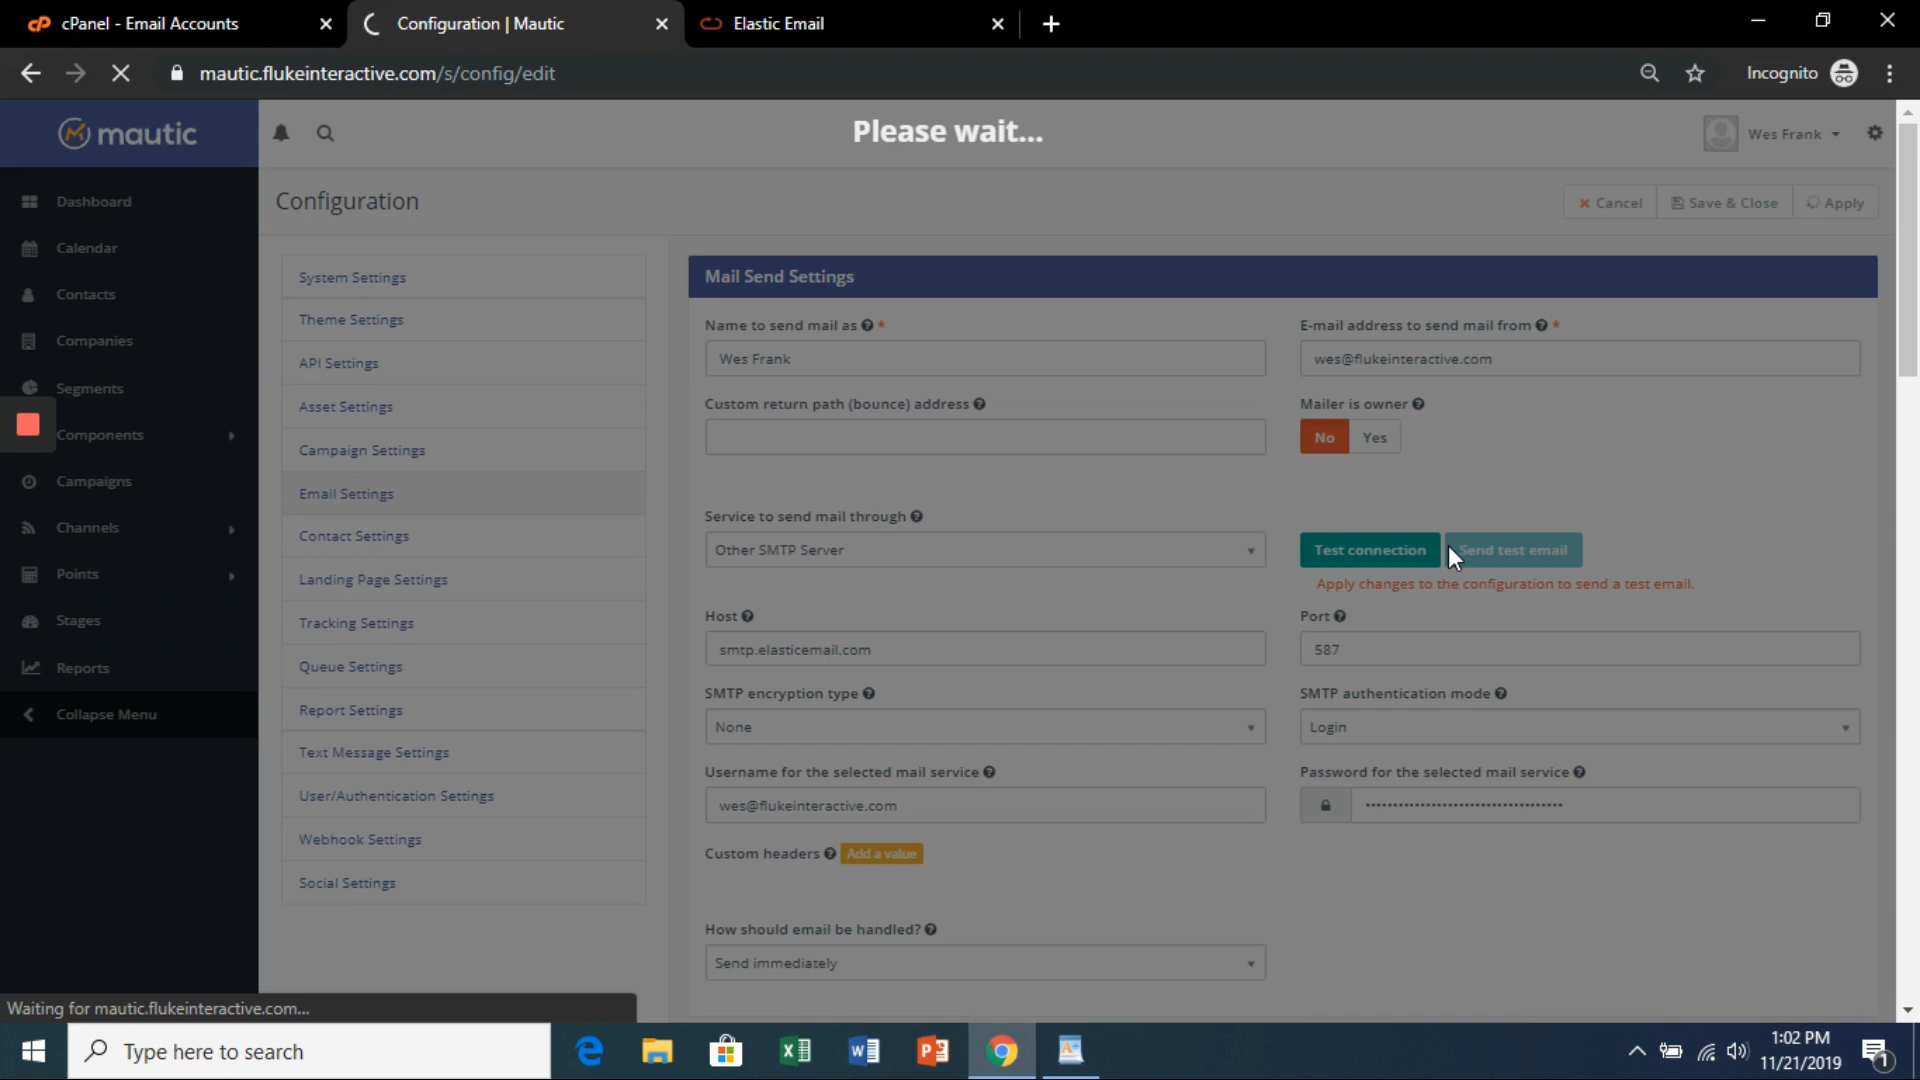 cPanel - Email Accounts
Configuration | Mautic
Elastic Email
mautic.flukeinteractive.com/s/config/edit
Incognito
mautic
Please wait...
Wes Frank
Configuration
Cancel
Save & Close
Apply
Dashboard
Calendar
Contacts
Companies
Segments
Components
Campaigns
Channels
Points
Stages
Reports
Collapse Menu
System Settings
Theme Settings
API Settings
Asset Settings
Campaign Settings
Email Settings
Contact Settings
Landing Page Settings
Tracking Settings
Queue Settings
Report Settings
Text Message Settings
User/Authentication Settings
Webhook Settings
Social Settings
Mail Send Settings
Name to send mail as *
E-mail address to send mail from *
Wes Frank
wes@flukeinteractive.com
Custom return path (bounce) address
Mailer is owner
No
Yes
Service to send mail through
Other SMTP Server
Test connection
Send test email
Apply changes to the configuration to send a test email.
Host
Port
smtp.elasticemail.com
587
SMTP encryption type
SMTP authentication mode
None
Login
Username for the selected mail service
Password for the selected mail service
wes@flukeinteractive.com
Custom headers
Add a value
How should email be handled?
Send immediately
Waiting for mautic.flukeinteractive.com...
Type here to search
1:02 PM
11/21/2019
1